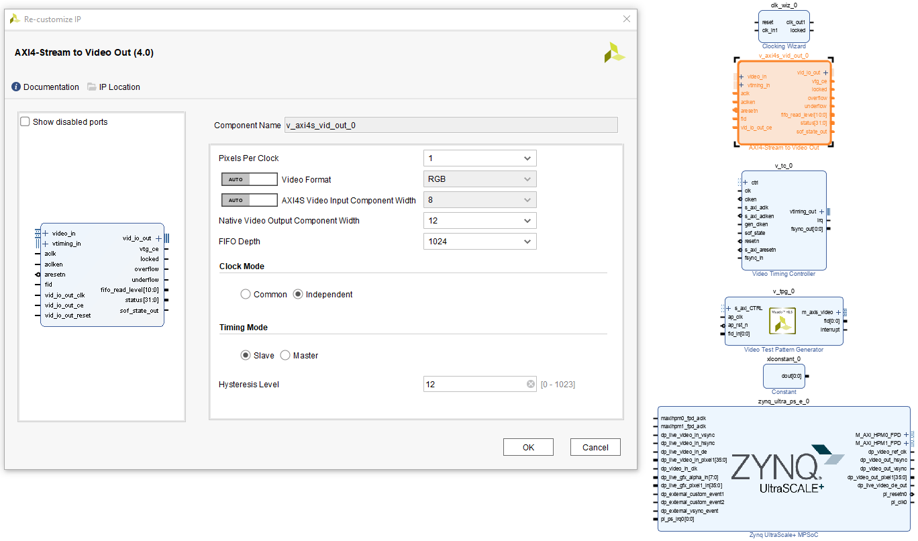 Re-customize IP
AXI4-Stream to Video Out (4.0)
Documentation
IP Location
Show disabled ports
video_in
vtiming_in
aclk
aclken
aresetn
fid
vid_io_out_clk
vid_io_out_ce
vid_io_out_reset
vid_io_out
vtg_ce
locked
overflow
underflow
fifo_read_level[10:0]
status[31:0]
sof_state_out
Component Name v_axi4s_vid_out_0
Pixels Per Clock 1
AUTO Video Format RGB
AUTO AXI4S Video Input Component Width 8
Native Video Output Component Width 12
FIFO Depth 1024
Clock Mode
Common Independent
Timing Mode
Slave Master
Hysteresis Level 12 [0 - 1023]
OK Cancel
clk_wiz_0
reset clk_out1
clk_in1 locked
Clocking Wizard
v_axi4s_vid_out_0
video_in
vtiming_in
aclk
aclken
aresetn
fid
vid_io_out_ce
vid_io_out
vtg_ce
locked
overflow
underflow
fifo_read_level[10:0]
status[31:0]
sof_state_out
AXI4-Stream to Video Out
v_tc_0
ctrl
clk
clken
s_axi_aclk
s_axi_aclken
gen_clken
sof_state
resetn
s_axi_aresetn
fsync_in
vtiming_out
irq
fsync_out[0:0]
Video Timing Controller
v_tpg_0
s_axi_CTRL
ap_clk
ap_rst_n
fid_in[0:0]
m_axis_video
fid[0:0]
interrupt
Video Test Pattern Generator
xlconstant_0
dout[0:0]
Constant
zynq_ultra_ps_e_0
maxihpm0_fpd_aclk
maxihpm1_fpd_aclk
dp_live_video_in_vsync
dp_live_video_in_hsync
dp_live_video_in_de
dp_live_video_in_pixel1[35:0]
dp_video_in_clk
dp_live_gfx_alpha_in[7:0]
dp_live_gfx_pixel1_in[35:0]
dp_external_custom_event1
dp_external_custom_event2
dp_external_vsync_event
pl_ps_irq0[0:0]
ZYNQ
UltraSCALE+
M_AXI_HPM0_FPD
M_AXI_HPM1_FPD
dp_video_ref_clk
dp_video_out_hsync
dp_video_out_vsync
dp_video_out_pixel1[35:0]
dp_live_video_de_out
pl_resetn0
pl_clk0
Zynq UltraScale+ MPSoC